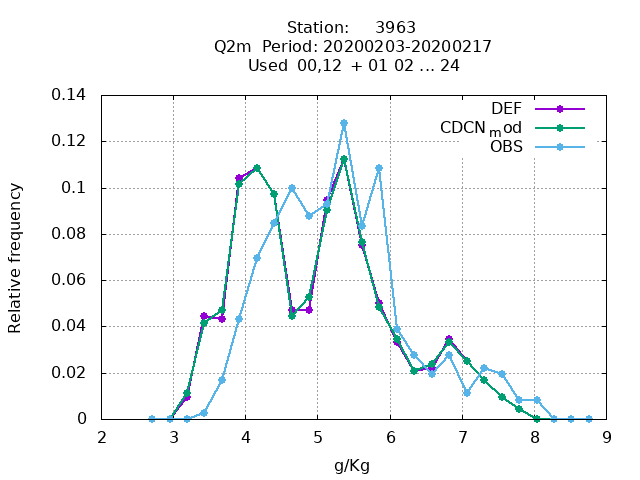 Station: 3963
Q2m Period: 20200203-20200217
Used 00,12 + 01 02 ... 24
DEF
CDCN_mod
OBS
0.14
0.12
0.1
0.08
0.06
0.04
0.02
0
Relative frequency
2 3 4 5 6 7 8 9
g/Kg